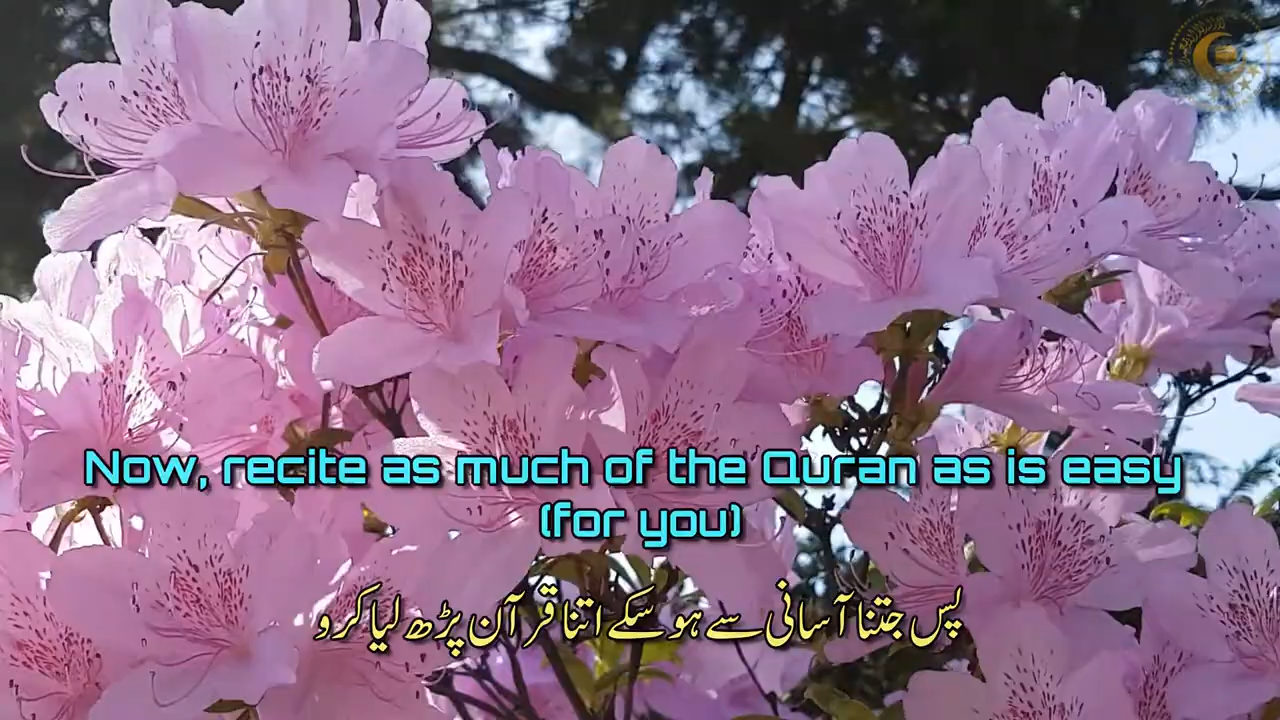 Now, recite as much of the Quran as is easy
(for you)
پس جتنا آسانی سے ہو سکے اتنا قرآن پڑھ لیا کرو